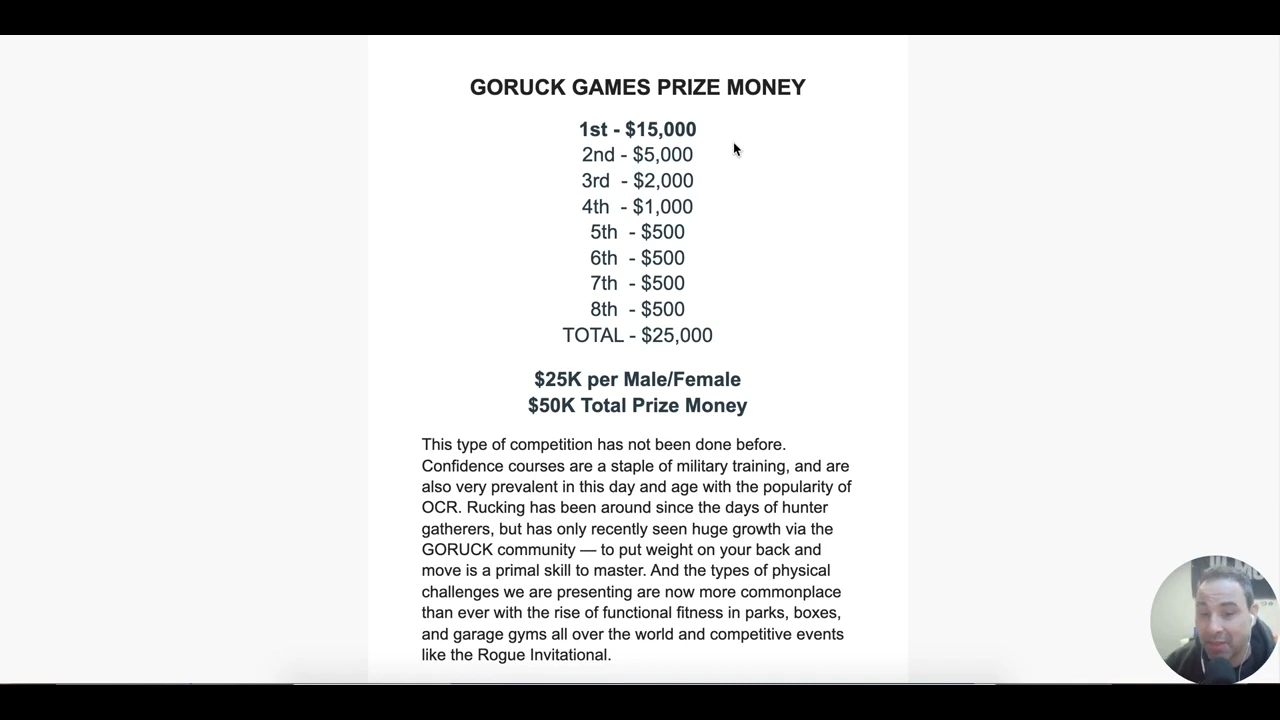 GORUCK GAMES PRIZE MONEY
1st - $15,000
2nd - $5,000
3rd - $2,000
4th - $1,000
5th - $500
6th - $500
7th - $500
8th - $500
TOTAL - $25,000
$25K per Male/Female
$50K Total Prize Money
This type of competition has not been done before.
Confidence courses are a staple of military training, and are
also very prevalent in this day and age with the popularity of
OCR. Rucking has been around since the days of hunter
gatherers, but has only recently seen huge growth via the
GORUCK community — to put weight on your back and
move is a primal skill to master. And the types of physical
challenges we are presenting are now more commonplace
than ever with the rise of functional fitness in parks, boxes,
and garage gyms all over the world and competitive events
like the Rogue Invitational.